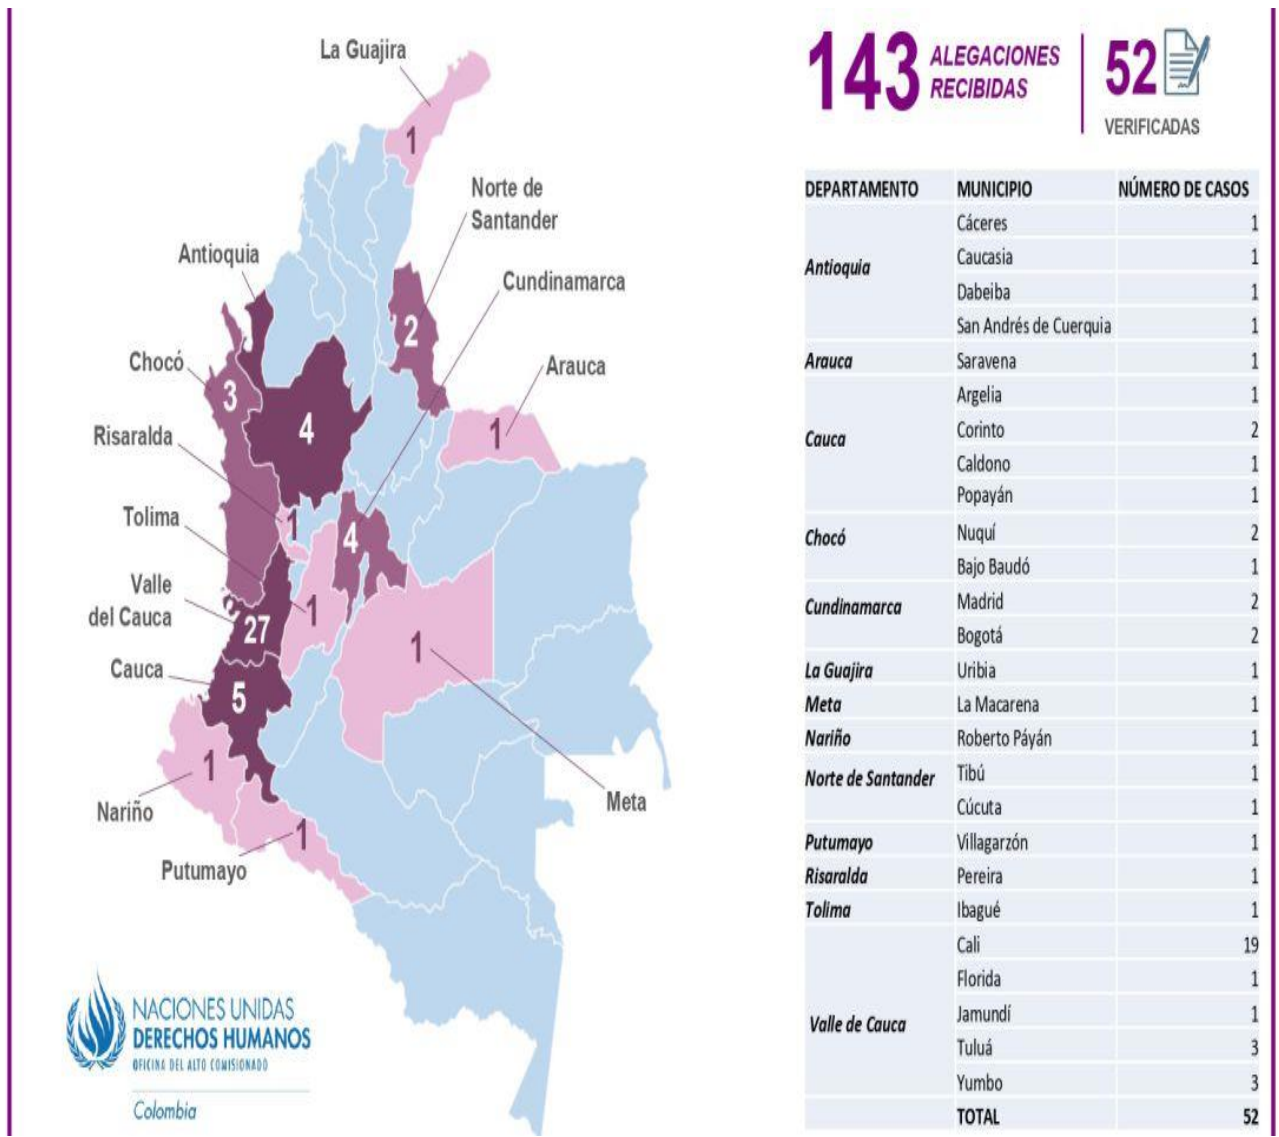 La Guajira
1
Norte de
Santander
2
Antioquia
Cundinamarca
Chocó
3
4
Arauca
1
Risaralda
1
4
Tolima
1
Valle
del Cauca
27
1
Cauca
5
Nariño
1
Meta
Putumayo
1
NACIONES UNIDAS
DERECHOS HUMANOS
OFICINA DEL ALTO COMISIONADO
Colombia
143 ALEGACIONES
RECIBIDAS
52
VERIFICADAS
DEPARTAMENTO MUNICIPIO NÚMERO DE CASOS
Antioquia Cáceres 1
Caucasia 1
Dabeiba 1
San Andrés de Cuerquia 1
Arauca Saravena 1
Cauca Argelia 1
Corinto 2
Caldono 1
Popayán 1
Chocó Nuquí 2
Bajo Baudó 1
Cundinamarca Madrid 2
Bogotá 2
La Guajira Uribia 1
Meta La Macarena 1
Nariño Roberto Páyán 1
Norte de Santander Tibú 1
Cúcuta 1
Putumayo Villagarzón 1
Risaralda Pereira 1
Tolima Ibagué 1
Valle de Cauca Cali 19
Florida 1
Jamundí 1
Tuluá 3
Yumbo 3
TOTAL 52